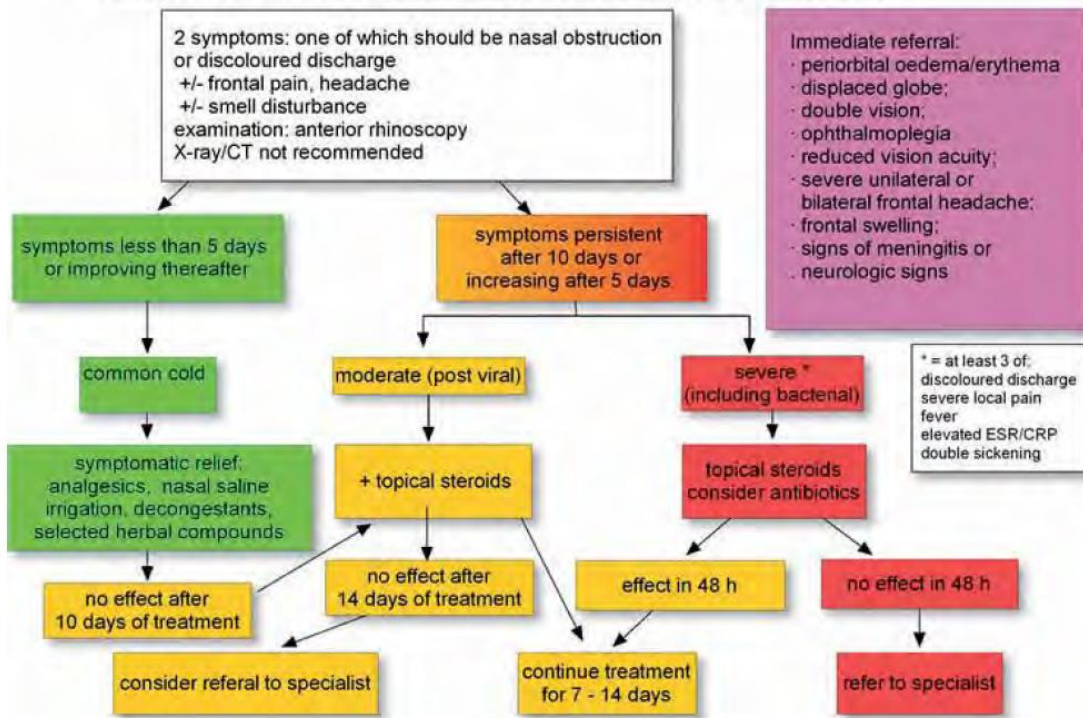 2 symptoms: one of which should be nasal obstruction
or discoloured discharge
+/- frontal pain, headache
+/- smell disturbance
examination: anterior rhinoscopy
X-ray/CT not recommended
Immediate referral:
· periorbital oedema/erythema
· displaced globe;
· double vision;
· ophthalmoplegia
· reduced vision acuity;
· severe unilateral or
bilateral frontal headache;
· frontal swelling;
· signs of meningitis or
. neurologic signs
symptoms less than 5 days
or improving thereafter
symptoms persistent
after 10 days or
increasing after 5 days
common cold
moderate (post viral)
severe *
(including bacterial)
* = at least 3 of:
discoloured discharge
severe local pain
fever
elevated ESR/CRP
double sickening
symptomatic relief:
analgesics, nasal saline
irrigation, decongestants,
selected herbal compounds
+ topical steroids
topical steroids
consider antibiotics
no effect after
10 days of treatment
no effect after
14 days of treatment
effect in 48 h
no effect in 48 h
consider referal to specialist
continue treatment
for 7 - 14 days
refer to specialist